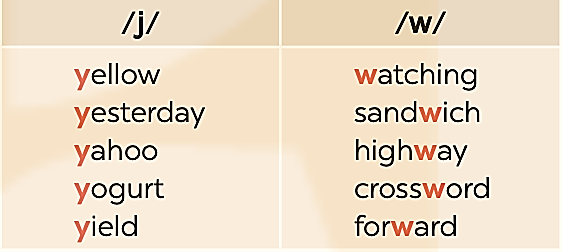 /j/ /w/
yellow watching
yesterday sandwich
yahoo highway
yogurt crossword
yield forward